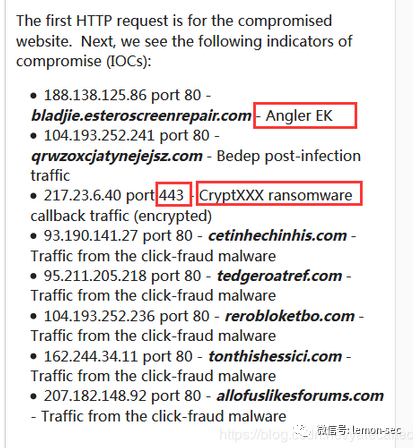 The first HTTP request is for the compromised
website. Next, we see the following indicators of
compromise (IOCs):
• 188.138.125.86 port 80 -
bladjie.esteroscreenrepair.com - Angler EK
• 104.193.252.241 port 80 -
qrwzoxcjatynejejsz.com - Bedep post-infection
traffic
• 217.23.6.40 port 443 - CryptXXX ransomware
callback traffic (encrypted)
• 93.190.141.27 port 80 - cetinhechinhis.com -
Traffic from the click-fraud malware
• 95.211.205.218 port 80 - tedgeroatref.com -
Traffic from the click-fraud malware
• 104.193.252.236 port 80 - rerobloketbo.com -
Traffic from the click-fraud malware
• 162.244.34.11 port 80 - tonthishessici.com -
Traffic from the click-fraud malware
• 207.182.148.92 port 80 - allofuslikesforums.com
- Traffic from the click-fraud malware
微信号: lemon-sec